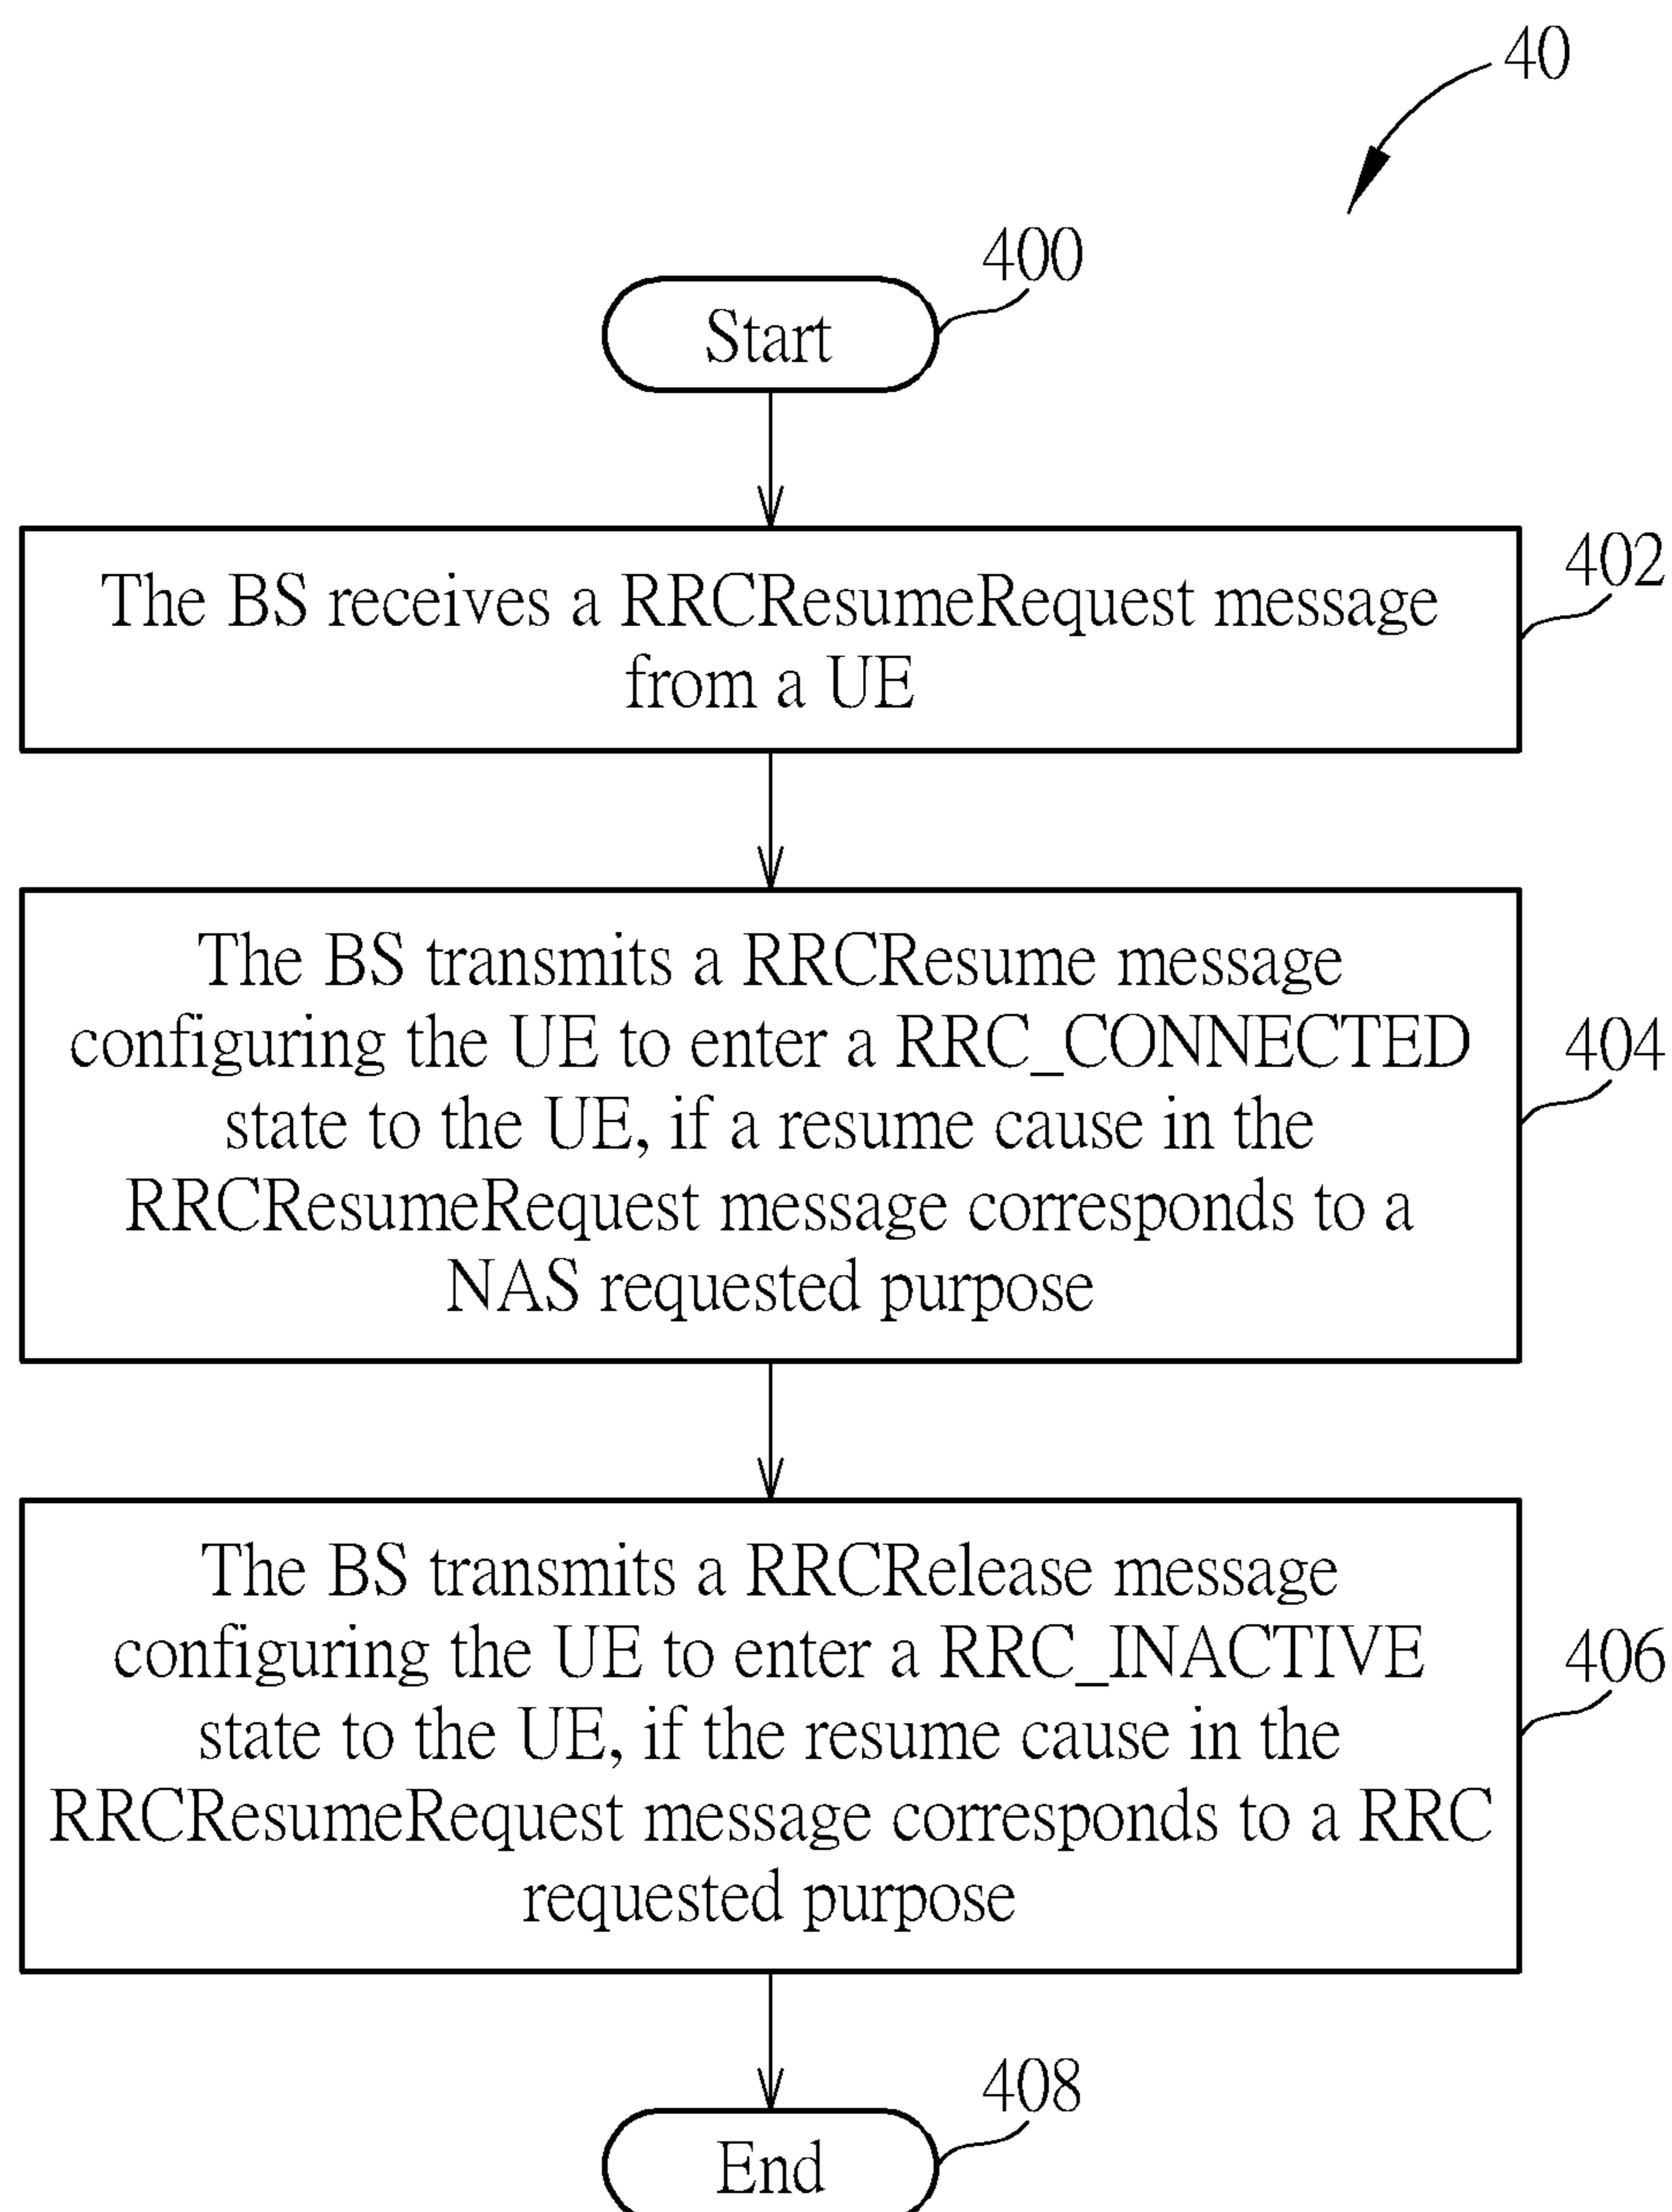 40
400
Start
402
The BS receives a RRCResumeRequest message
from a UE
The BS transmits a RRCResume message
configuring the UE to enter a RRC_CONNECTED
state to the UE, if a resume cause in the
RRCResumeRequest message corresponds to a
NAS requested purpose
404
The BS transmits a RRCRelease message
configuring the UE to enter a RRC_INACTIVE
state to the UE, if the resume cause in the
RRCResumeRequest message corresponds to a RRC
requested purpose
406
408
End